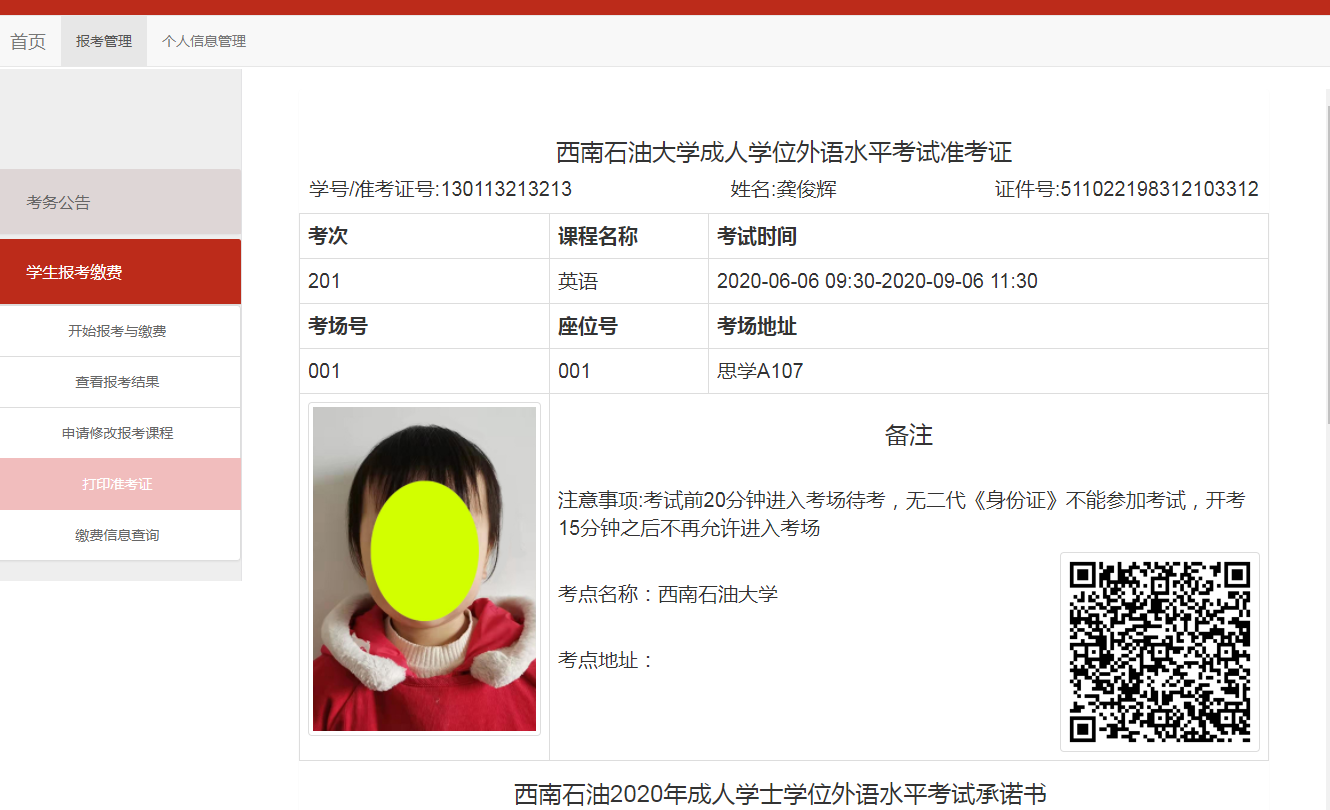 首页 报考管理 个人信息管理
考务公告
学生报考缴费
开始报考与缴费
查看报考结果
申请修改报考课程
打印准考证
缴费信息查询
西南石油大学成人学位外语水平考试准考证
学号/准考证号:130113213213 姓名:龚俊辉 证件号:511022198312103312
考次 课程名称 考试时间
201 英语 2020-06-06 09:30-2020-09-06 11:30
考场号 座位号 考场地址
001 001 思学A107
备注
注意事项:考试前20分钟进入考场待考，无二代《身份证》不能参加考试，开考
15分钟之后不再允许进入考场
考点名称：西南石油大学
考点地址：
西南石油2020年成人学士学位外语水平考试承诺书